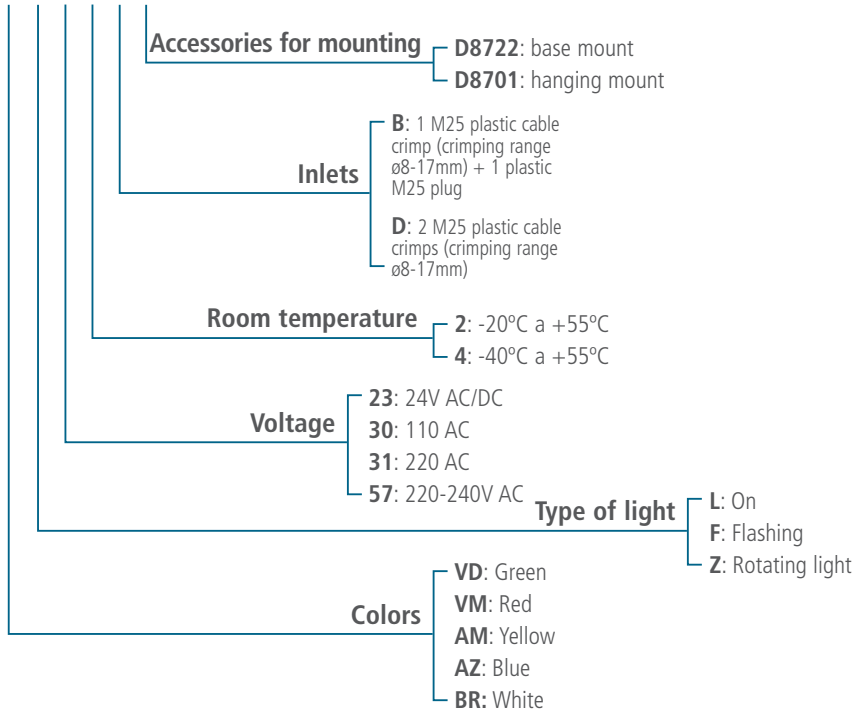 Accessories for mounting
D8722: base mount
D8701: hanging mount
Inlets
B: 1 M25 plastic cable
crimp (crimping range
ø8-17mm) + 1 plastic
M25 plug
D: 2 M25 plastic cable
crimps (crimping range
ø8-17mm)
Room temperature
2: -20ºC a +55ºC
4: -40ºC a +55ºC
Voltage
23: 24V AC/DC
30: 110 AC
31: 220 AC
57: 220-240V AC
Type of light
L: On
F: Flashing
Z: Rotating light
Colors
VD: Green
VM: Red
AM: Yellow
AZ: Blue
BR: White